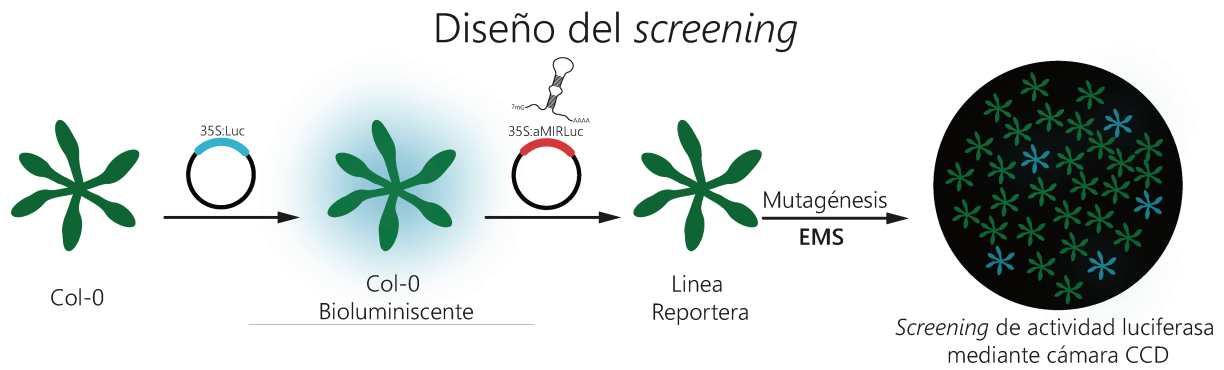 Diseño del screening
7mG
AAAA
35S:Luc
35S:aMIRLuc
Mutagénesis
EMS
Col-0
Col-0
Bioluminiscente
Linea
Reportera
Screening de actividad luciferasa
mediante cámara CCD